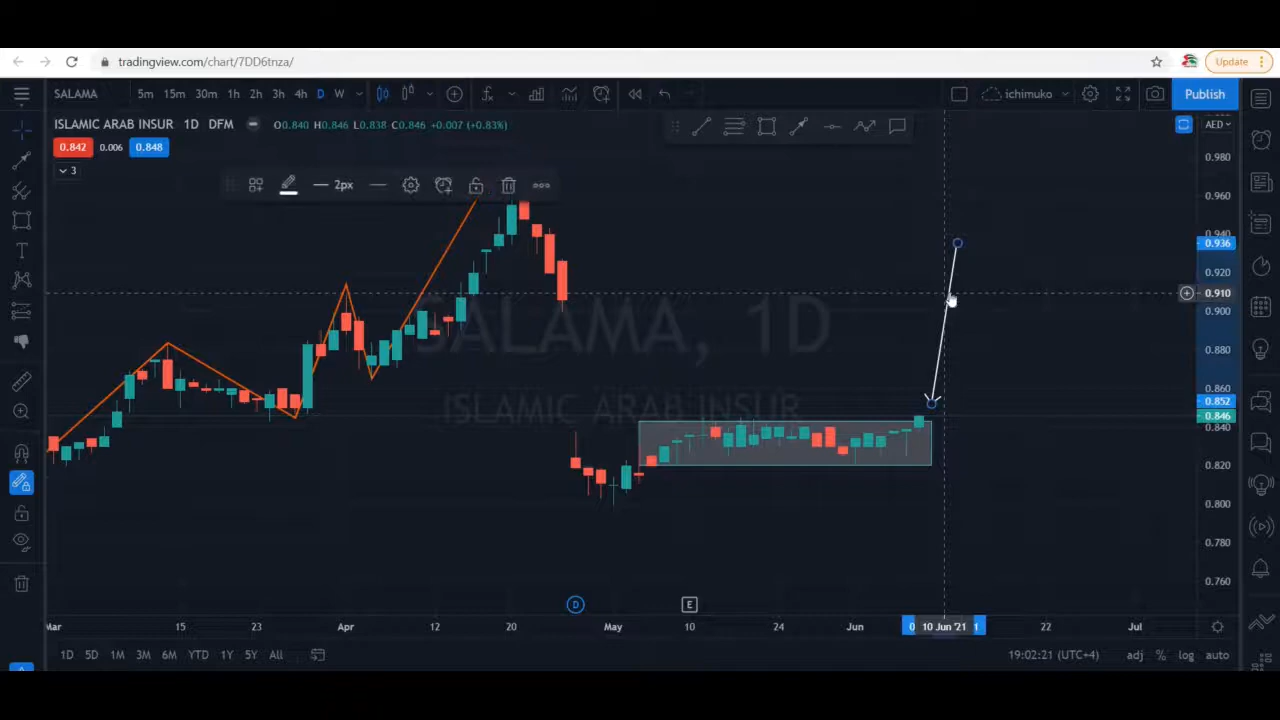 tradingview.com/chart/7DD6tnza/
Update
SALAMA 5m 15m 30m 1h 2h 3h 4h D W ichimuko Publish
ISLAMIC ARAB INSUR 1D DFM O0.840 H0.846 L0.838 C0.846 +0.007 (+0.83%) AED
0.842 0.006 0.848
0.980
3
2px
0.960
0.940
0.936
0.920
0.910
0.900
SALAMA, 1D
0.880
0.860
0.852
ISLAMIC ARAB INSUR
0.846
0.840
0.820
0.800
0.780
0.760
D E
Mar 15 23 Apr 12 20 May 10 24 Jun 0 10 Jun '21 1 22 Jul
1D 5D 1M 3M 6M YTD 1Y 5Y All 19:02:21 (UTC+4) adj % log auto